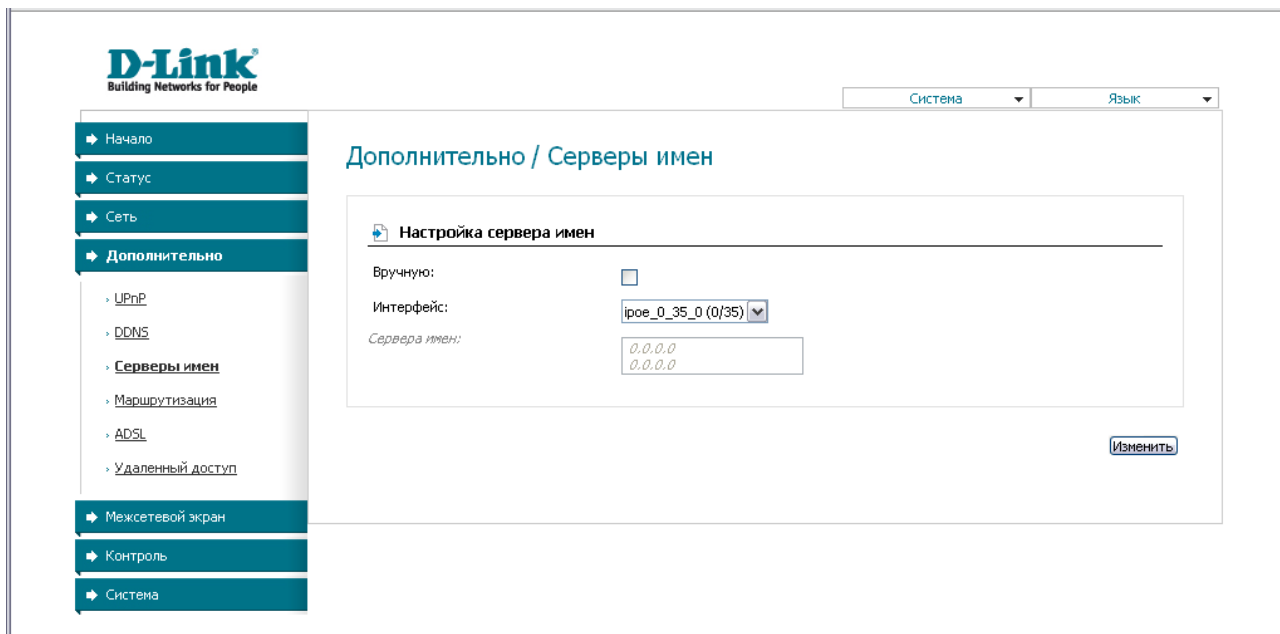 D-Link
Building Networks for People
Система
Язык
Начало
Статус
Сеть
Дополнительно
UPnP
DDNS
Серверы имен
Маршрутизация
ADSL
Удаленный доступ
Межсетевой экран
Контроль
Система
Дополнительно / Серверы имен
Настройка сервера имен
Вручную:
Интерфейс:
ipoe_0_35_0 (0/35)
Сервера имен:
0.0.0.0
0.0.0.0
Изменить